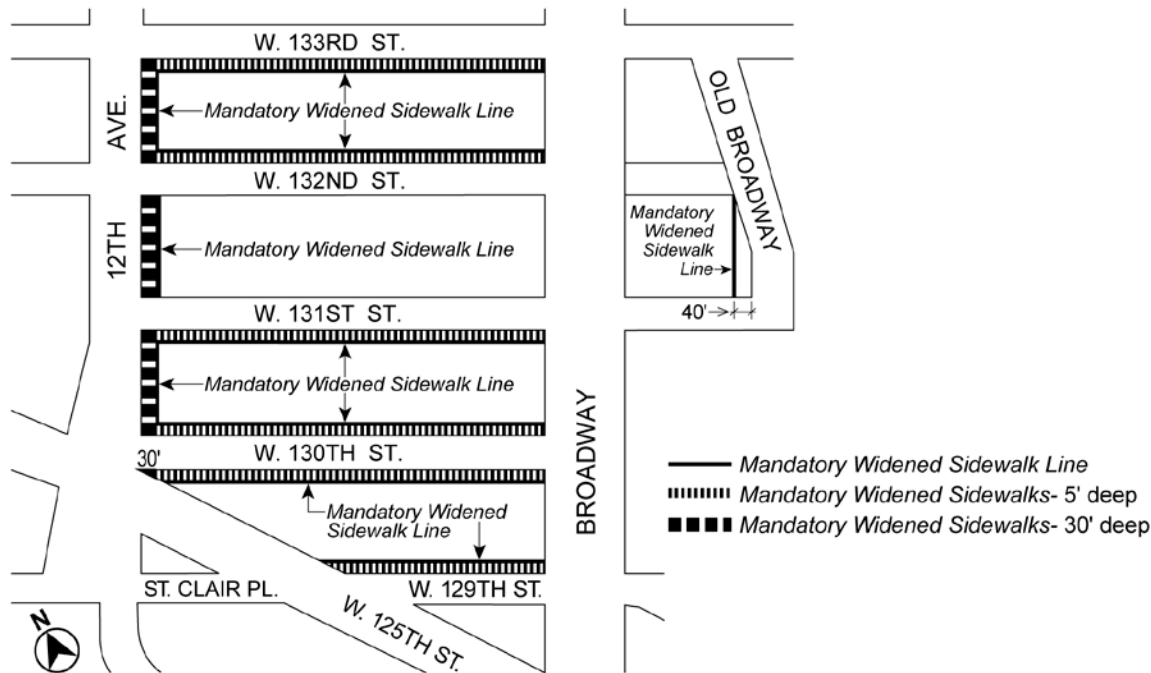 W. 133RD ST.
Mandatory Widened Sidewalk Line
12TH AVE.
OLD BROADWAY
W. 132ND ST.
Mandatory Widened Sidewalk Line
Mandatory
Widened
Sidewalk
Line
40'
W. 131ST ST.
Mandatory Widened Sidewalk Line
BROADWAY
W. 130TH ST.
30'
Mandatory Widened
Sidewalk Line
ST. CLAIR PL.
W. 129TH ST.
W. 125TH ST.
N
Mandatory Widened Sidewalk Line
Mandatory Widened Sidewalks- 5' deep
Mandatory Widened Sidewalks- 30' deep